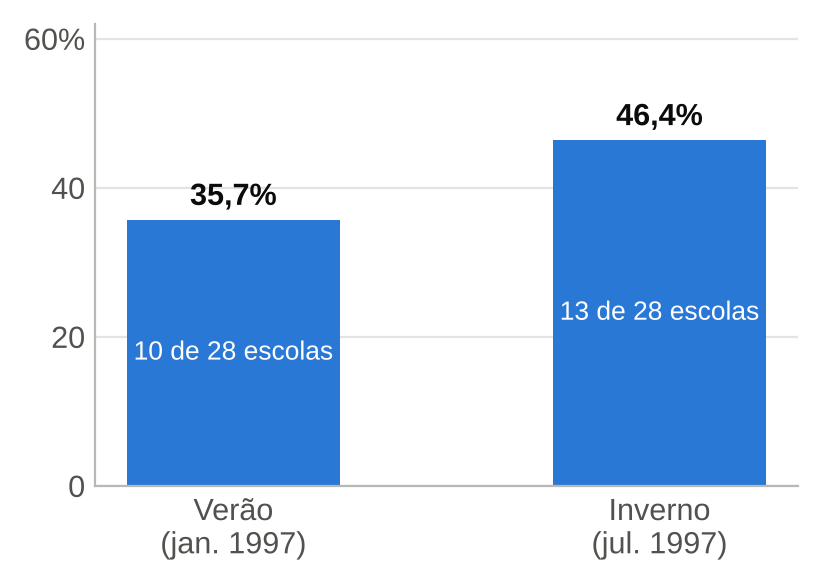 60%
40
20
0
35,7%
46,4%
10 de 28 escolas
13 de 28 escolas
Verão
(jan. 1997)
Inverno
(jul. 1997)